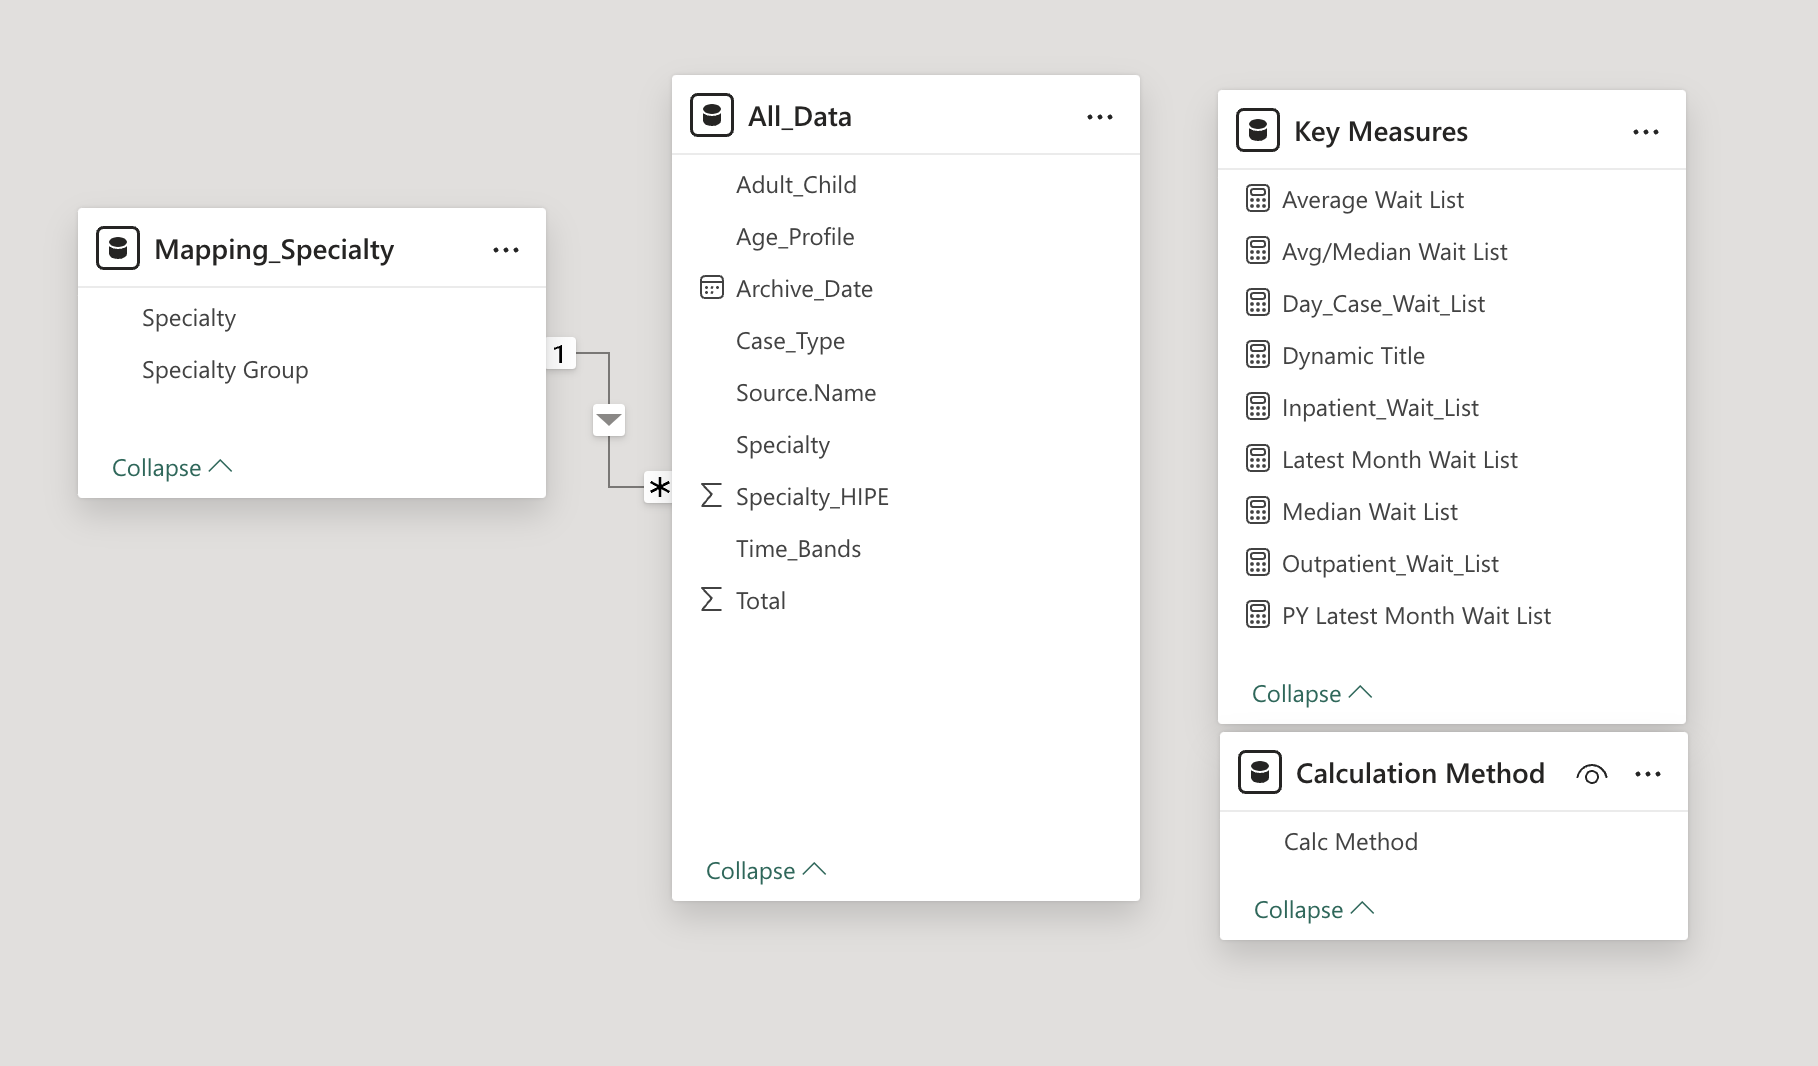 Mapping_Specialty
Specialty
Specialty Group
Collapse
1
*
All_Data
Adult_Child
Age_Profile
Archive_Date
Case_Type
Source.Name
Specialty
Specialty_HIPE
Time_Bands
Total
Collapse
Key Measures
Average Wait List
Avg/Median Wait List
Day_Case_Wait_List
Dynamic Title
Inpatient_Wait_List
Latest Month Wait List
Median Wait List
Outpatient_Wait_List
PY Latest Month Wait List
Collapse
Calculation Method
Calc Method
Collapse